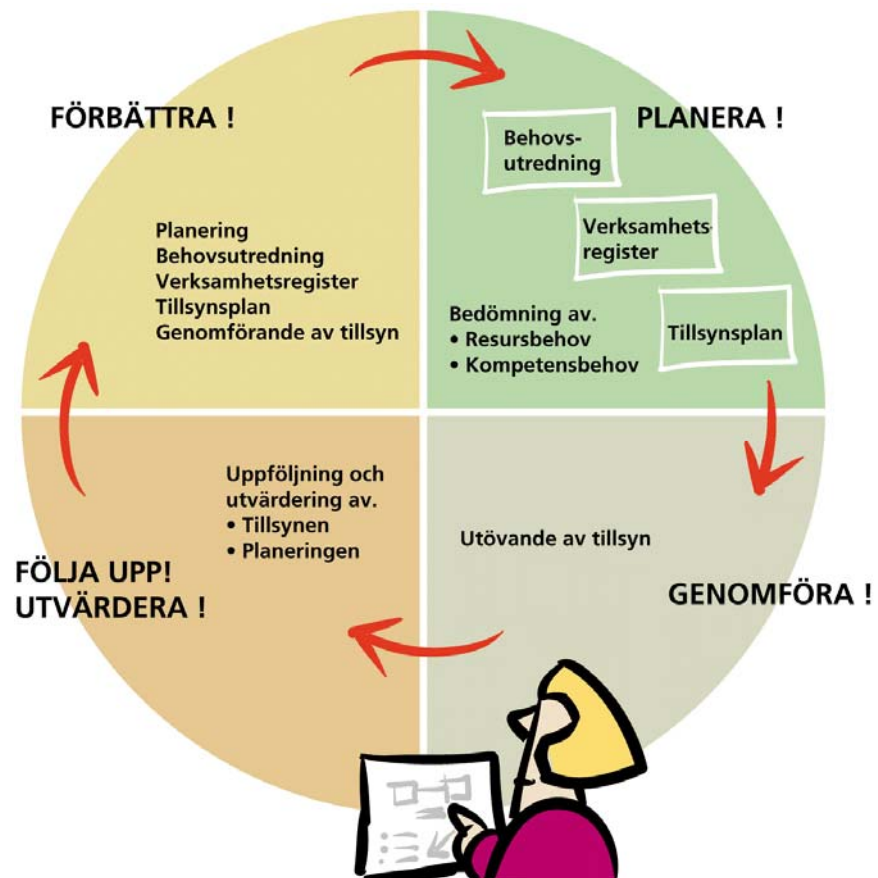 FÖRBÄTTRA !
Planering
Behovsutredning
Verksamhetsregister
Tillsynsplan
Genomförande av tillsyn
PLANERA !
Behovs-
utredning
Verksamhets-
register
Bedömning av.
• Resursbehov
• Kompetensbehov
Tillsynsplan
Utövande av tillsyn
GENOMFÖRA !
Uppföljning och
utvärdering av.
• Tillsynen
• Planeringen
FÖLJA UPP!
UTVÄRDERA !